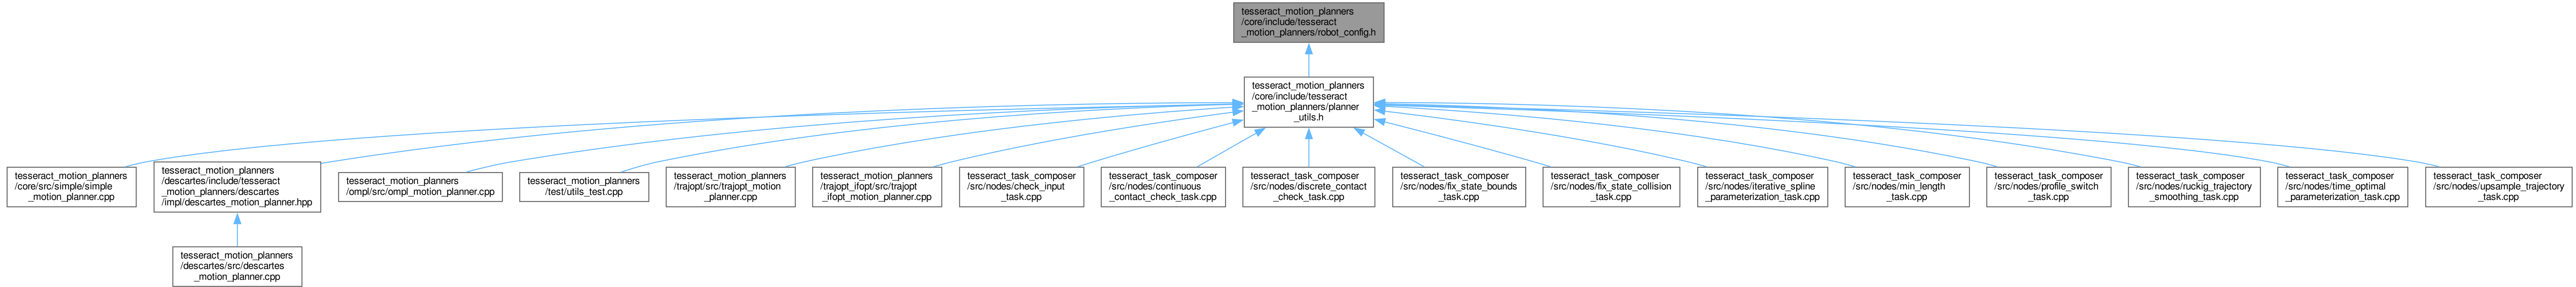 tesseract_motion_planners
/core/include/tesseract
_motion_planners/robot_config.h
tesseract_motion_planners
/core/include/tesseract
_motion_planners/planner
_utils.h
tesseract_motion_planners
/core/src/simple/simple
_motion_planner.cpp
tesseract_motion_planners
/descartes/include/tesseract
_motion_planners/descartes
/impl/descartes_motion_planner.hpp
tesseract_motion_planners
/ompl/src/ompl_motion_planner.cpp
tesseract_motion_planners
/test/utils_test.cpp
tesseract_motion_planners
/trajopt/src/trajopt_motion
_planner.cpp
tesseract_motion_planners
/trajopt_ifopt/src/trajopt
_ifopt_motion_planner.cpp
tesseract_task_composer
/src/nodes/check_input
_task.cpp
tesseract_task_composer
/src/nodes/continuous
_contact_check_task.cpp
tesseract_task_composer
/src/nodes/discrete_contact
_check_task.cpp
tesseract_task_composer
/src/nodes/fix_state_bounds
_task.cpp
tesseract_task_composer
/src/nodes/fix_state_collision
_task.cpp
tesseract_task_composer
/src/nodes/iterative_spline
_parameterization_task.cpp
tesseract_task_composer
/src/nodes/min_length
_task.cpp
tesseract_task_composer
/src/nodes/profile_switch
_task.cpp
tesseract_task_composer
/src/nodes/ruckig_trajectory
_smoothing_task.cpp
tesseract_task_composer
/src/nodes/time_optimal
_parameterization_task.cpp
tesseract_task_composer
/src/nodes/upsample_trajectory
_task.cpp
tesseract_motion_planners
/descartes/src/descartes
_motion_planner.cpp